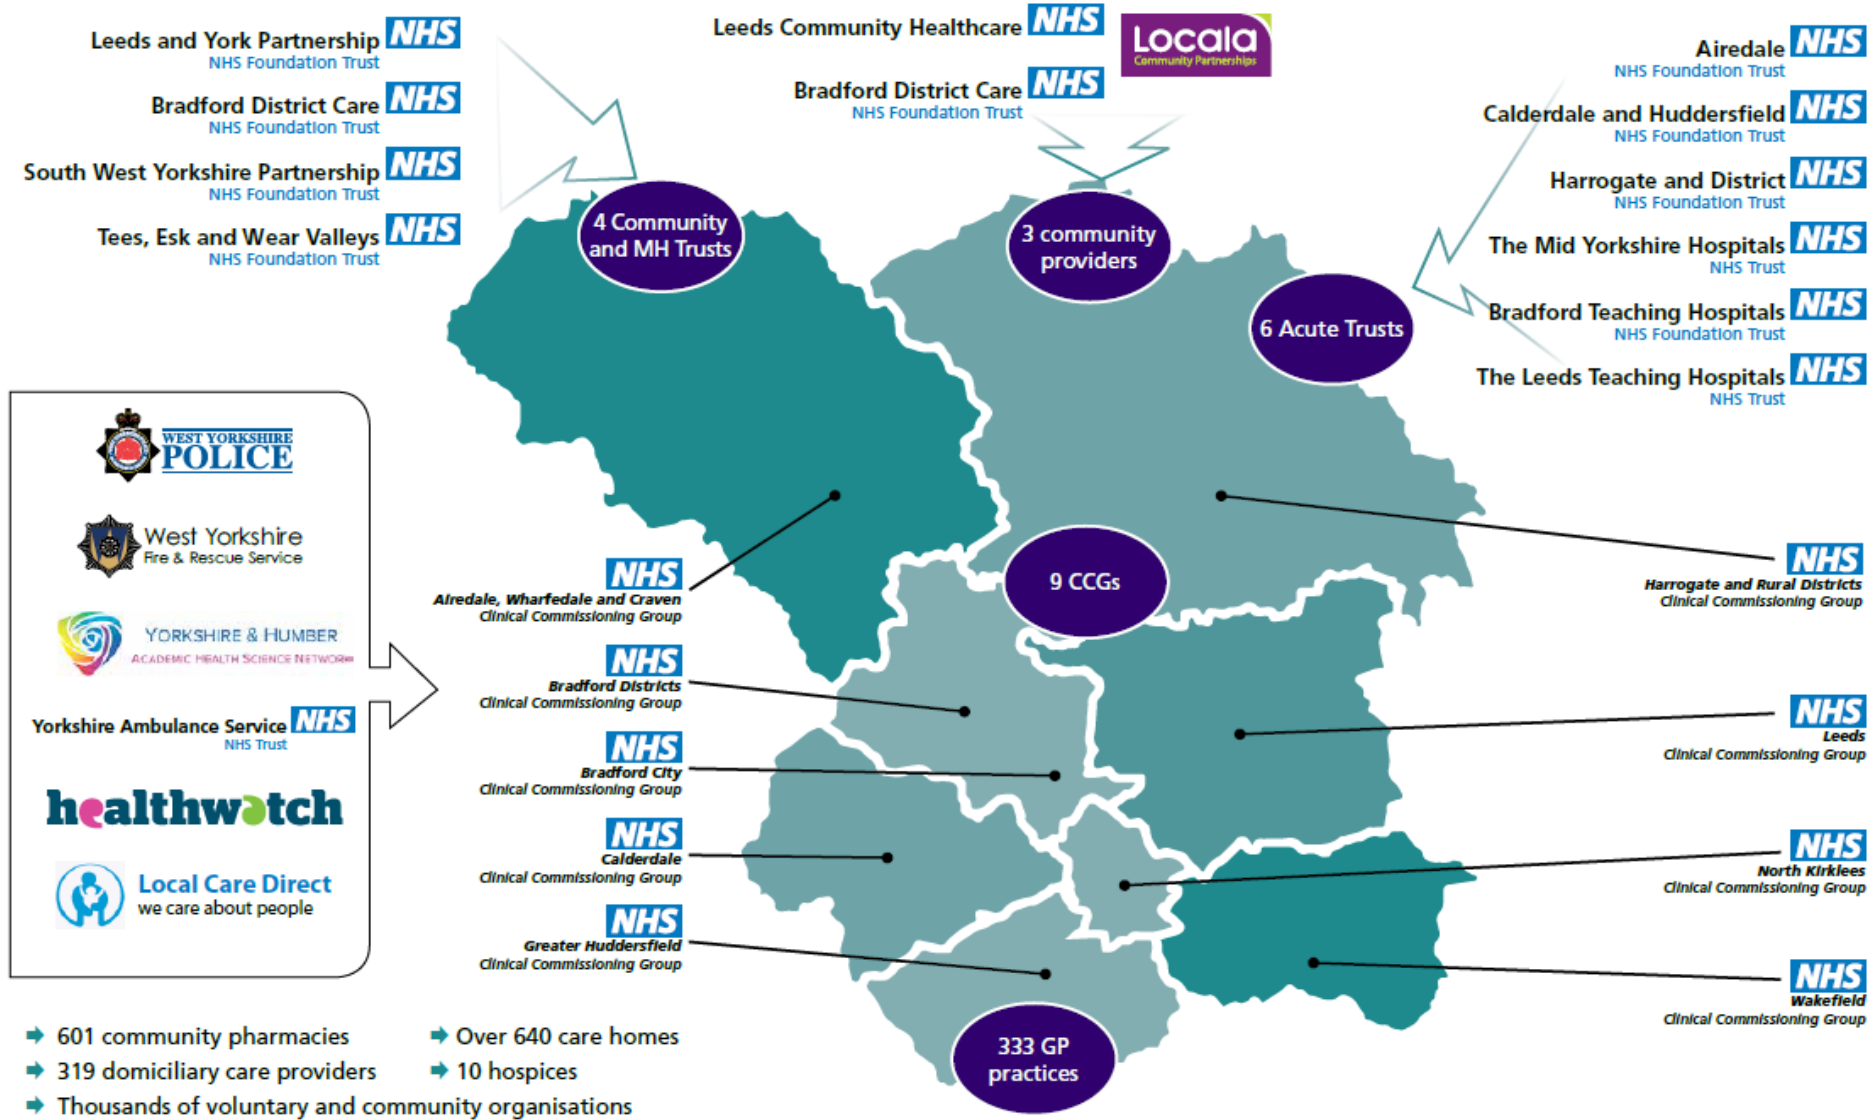 Leeds and York Partnership NHS
NHS Foundation Trust
Bradford District Care NHS
NHS Foundation Trust
South West Yorkshire Partnership NHS
NHS Foundation Trust
Tees, Esk and Wear Valleys NHS
NHS Foundation Trust
Leeds Community Healthcare NHS
Locala
Community Partnerships
Bradford District Care NHS
NHS Foundation Trust
Airedale NHS
NHS Foundation Trust
Calderdale and Huddersfield NHS
NHS Foundation Trust
Harrogate and District NHS
NHS Foundation Trust
The Mid Yorkshire Hospitals NHS
NHS Trust
Bradford Teaching Hospitals NHS
NHS Foundation Trust
The Leeds Teaching Hospitals NHS
NHS Trust
4 Community
and MH Trusts
3 community
providers
6 Acute Trusts
WEST YORKSHIRE
POLICE
West Yorkshire
Fire & Rescue Service
YORKSHIRE & HUMBER
ACADEMIC HEALTH SCIENCE NETWORK
Yorkshire Ambulance Service NHS
NHS Trust
healthwatch
Local Care Direct
we care about people
9 CCGs
NHS
Airedale, Wharfedale and Craven
Clinical Commissioning Group
NHS
Bradford Districts
Clinical Commissioning Group
NHS
Bradford City
Clinical Commissioning Group
NHS
Calderdale
Clinical Commissioning Group
NHS
Greater Huddersfield
Clinical Commissioning Group
NHS
Harrogate and Rural Districts
Clinical Commissioning Group
NHS
Leeds
Clinical Commissioning Group
NHS
North Kirklees
Clinical Commissioning Group
NHS
Wakefield
Clinical Commissioning Group
333 GP
practices
601 community pharmacies
Over 640 care homes
319 domiciliary care providers
10 hospices
Thousands of voluntary and community organisations